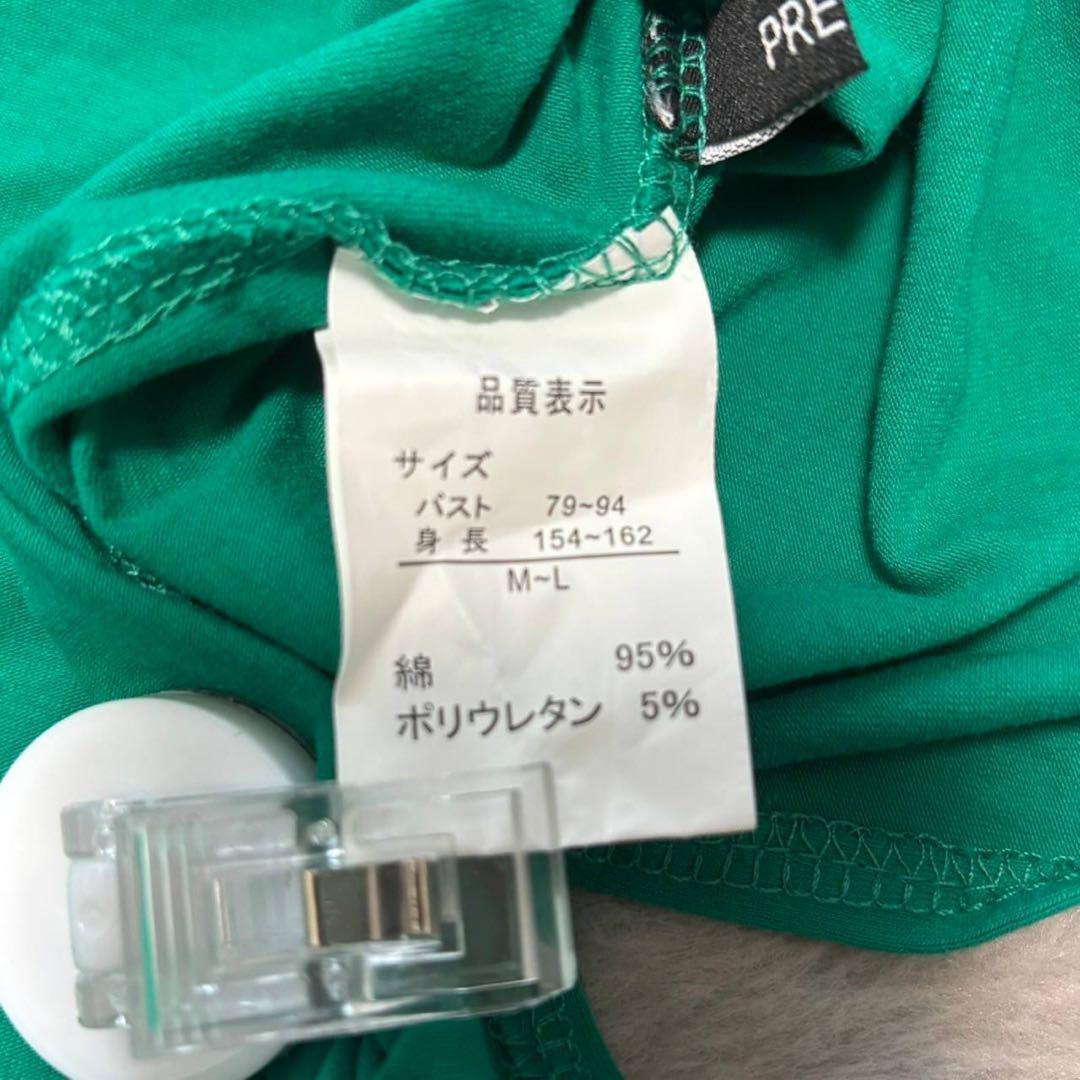 PRE
品質表示
サイズ
バスト 79~94
身長 154~162
M~L
綿 95%
ポリウレタン 5%